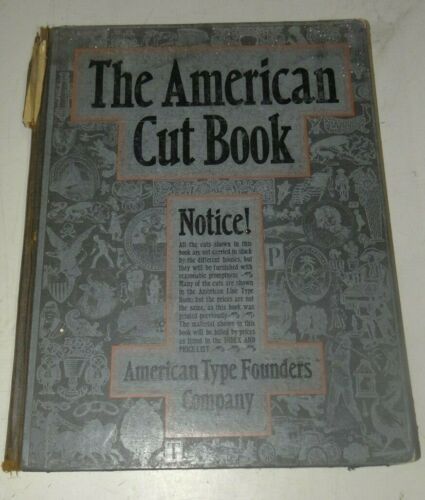 The American
Cut Book
Notice!
All the cuts shown in this
book are not carried in stock
by the different houses, but
they will be furnished with
reasonable promptness
Many of the cuts are shown
in the American Line Type
Book but the prices are not
the same, as this book was
printed previously
The material shown in this
book will be billed by prices
as listed in the INDEX AND
PRICE LIST
American Type Founders
Company